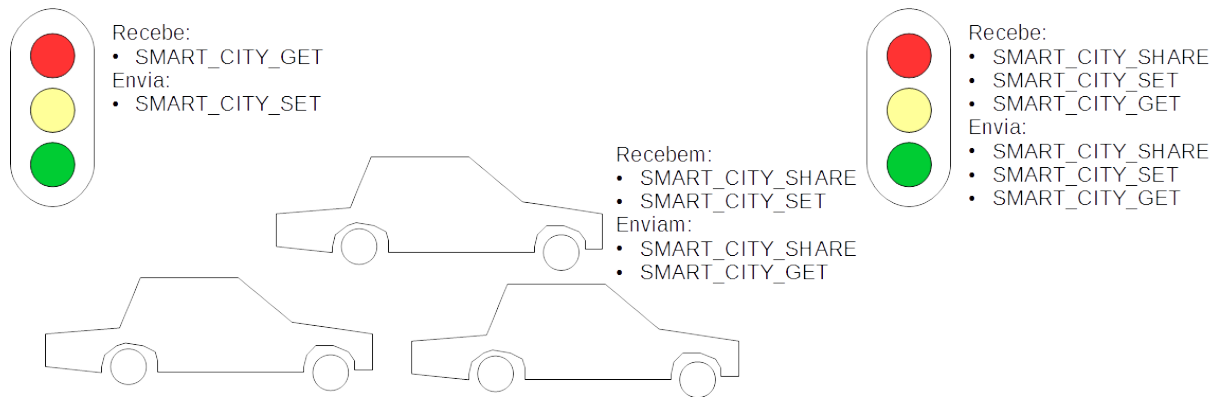 Recebe:
• SMART_CITY_GET
Envia:
• SMART_CITY_SET
Recebem:
• SMART_CITY_SHARE
• SMART_CITY_SET
Enviam:
• SMART_CITY_SHARE
• SMART_CITY_GET
Recebe:
• SMART_CITY_SHARE
• SMART_CITY_SET
• SMART_CITY_GET
Envia:
• SMART_CITY_SHARE
• SMART_CITY_SET
• SMART_CITY_GET